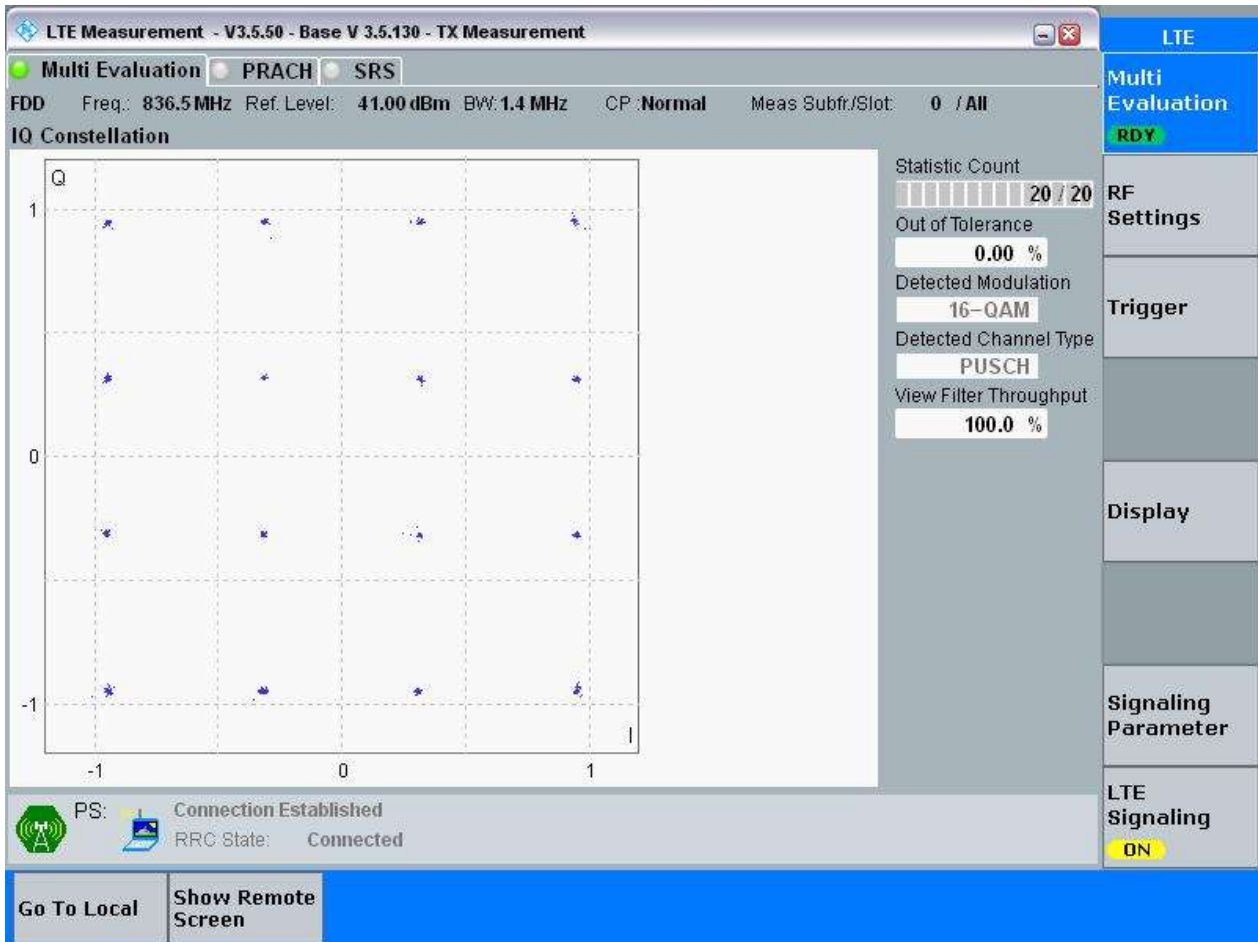 LTE Measurement - V3.5.50 - Base V 3.5.130 - TX Measurement
LTE
Multi Evaluation PRACH SRS
Multi
Evaluation
RDY
FDD Freq.: 836.5 MHz Ref. Level: 41.00 dBm BW: 1.4 MHz CP :Normal Meas Subfr./Slot: 0 / All
IQ Constellation
Q
1
0
-1
-1 0 1
I
Statistic Count
20 / 20
Out of Tolerance
0.00 %
Detected Modulation
16-QAM
Detected Channel Type
PUSCH
View Filter Throughput
100.0 %
RF
Settings
Trigger
Display
Signaling
Parameter
LTE
Signaling
ON
PS: Connection Established
RRC State: Connected
Go To Local
Show Remote
Screen